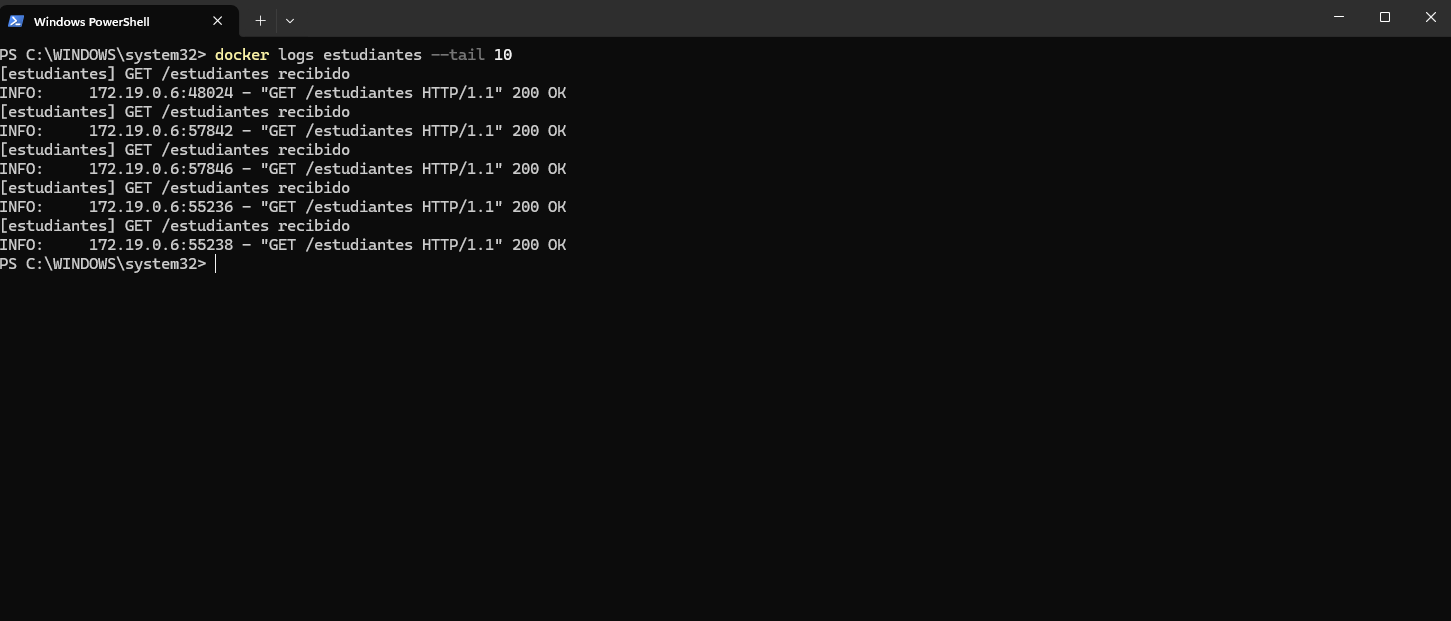 Windows PowerShell
PS C:\WINDOWS\system32> docker logs estudiantes --tail 10
[estudiantes] GET /estudiantes recibido
INFO:     172.19.0.6:48024 - "GET /estudiantes HTTP/1.1" 200 OK
[estudiantes] GET /estudiantes recibido
INFO:     172.19.0.6:57842 - "GET /estudiantes HTTP/1.1" 200 OK
[estudiantes] GET /estudiantes recibido
INFO:     172.19.0.6:57846 - "GET /estudiantes HTTP/1.1" 200 OK
[estudiantes] GET /estudiantes recibido
INFO:     172.19.0.6:55236 - "GET /estudiantes HTTP/1.1" 200 OK
[estudiantes] GET /estudiantes recibido
INFO:     172.19.0.6:55238 - "GET /estudiantes HTTP/1.1" 200 OK
PS C:\WINDOWS\system32>